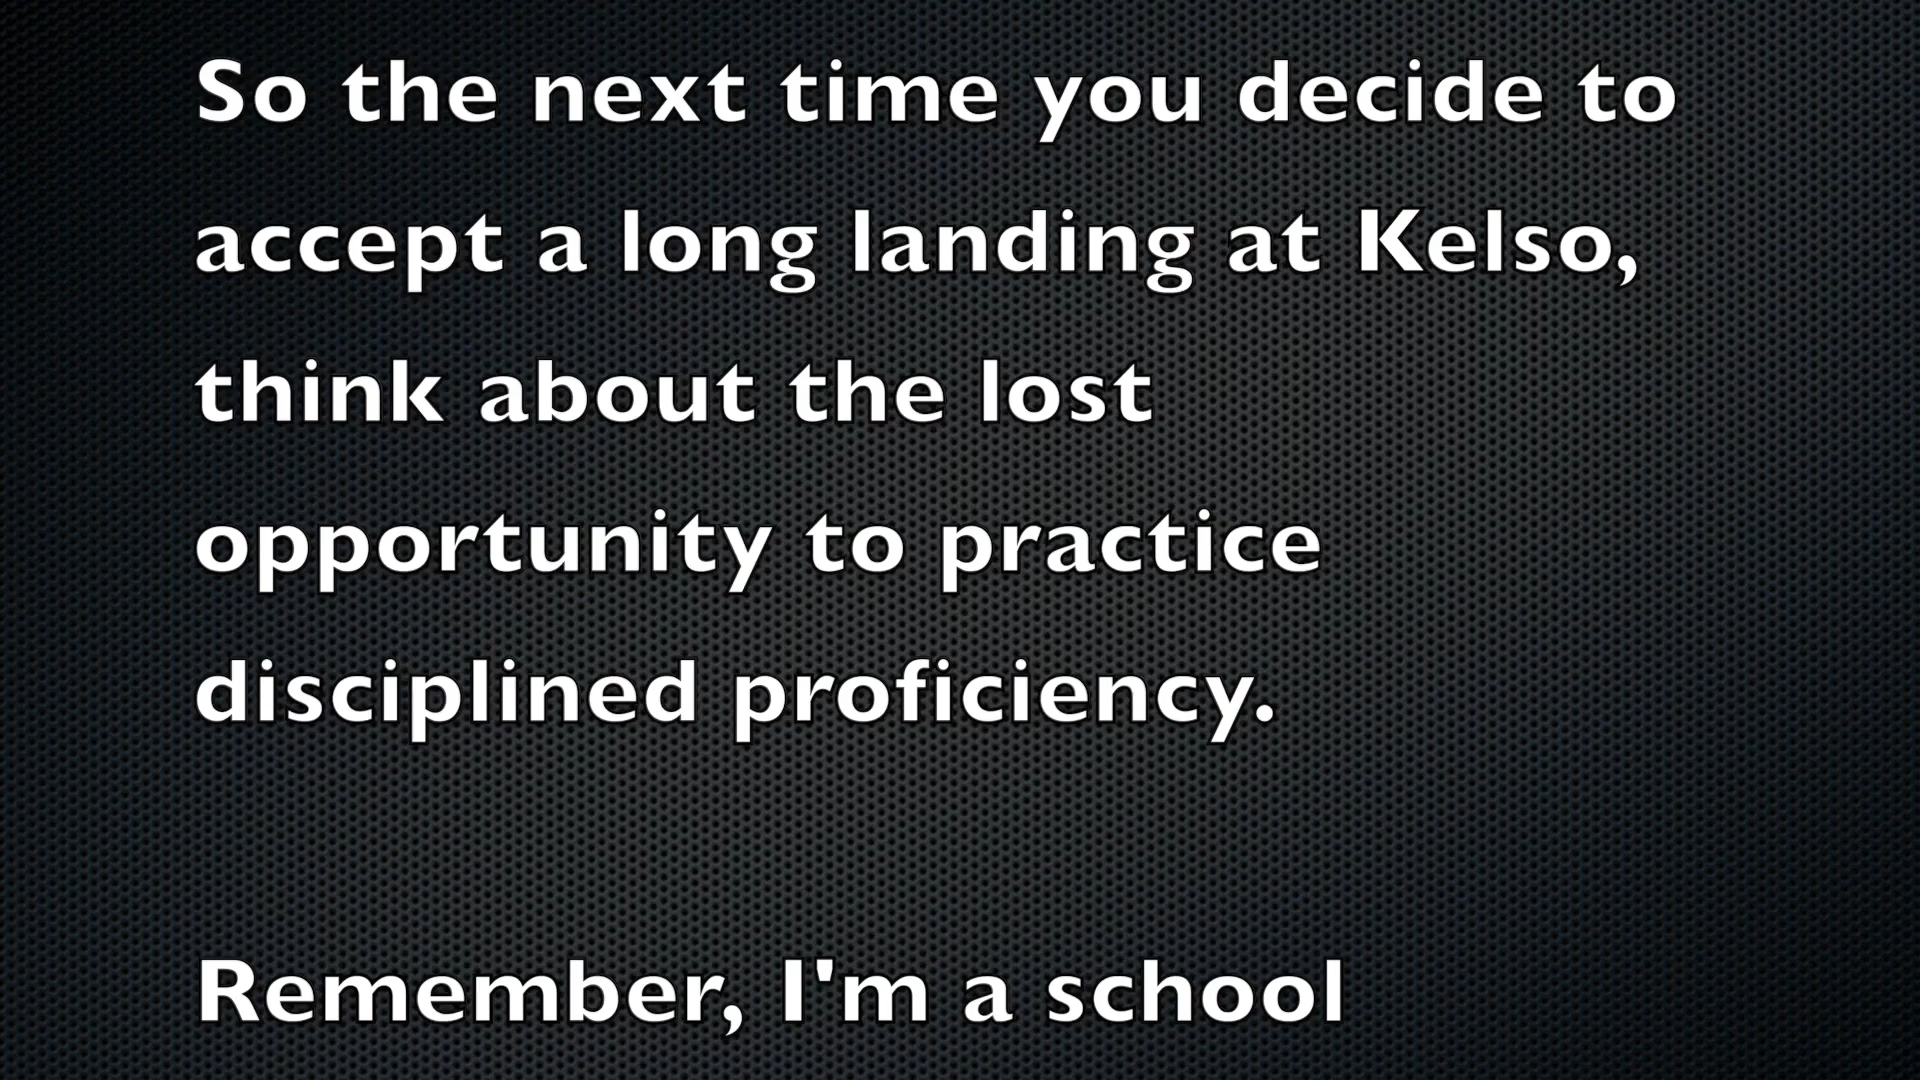 So the next time you decide to
accept a long landing at Kelso,
think about the lost
opportunity to practice
disciplined proficiency.
Remember, I'm a school